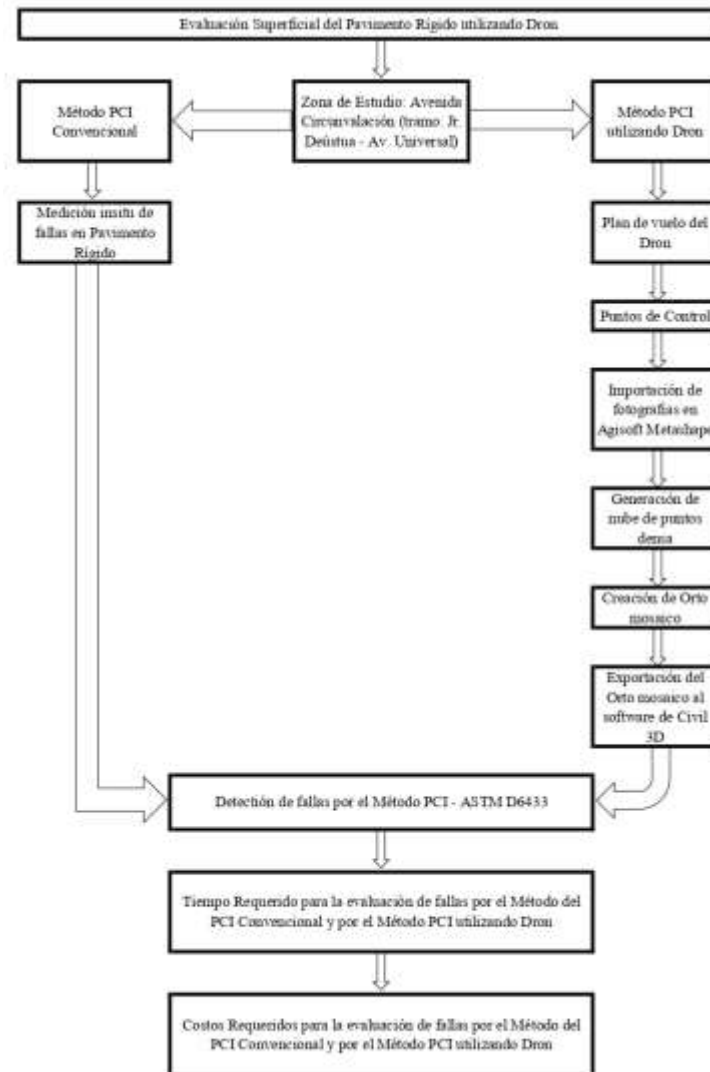 Evaluación Superficial del Pavimento Rígido utilizando Dron
Método PCI
Convencional
Zona de Estudio: Avenida
Circunvalación (tramo: Jr.
Deústua - Av. Universal)
Método PCI
utilizando Dron
Medición insitu de
fallas en Pavimento
Rígido
Plan de vuelo del
Dron
Puntos de Control
Importación de
fotografías en
Agisoft Metashape
Generación de
nube de puntos
densa
Creación de Orto
mosaico
Exportación del
Orto mosaico al
software de Civil
3D
Detección de fallas por el Método PCI - ASTM D6433
Tiempo Requerido para la evaluación de fallas por el Método del
PCI Convencional y por el Método PCI utilizando Dron
Costos Requeridos para la evaluación de fallas por el Método del
PCI Convencional y por el Método PCI utilizando Dron